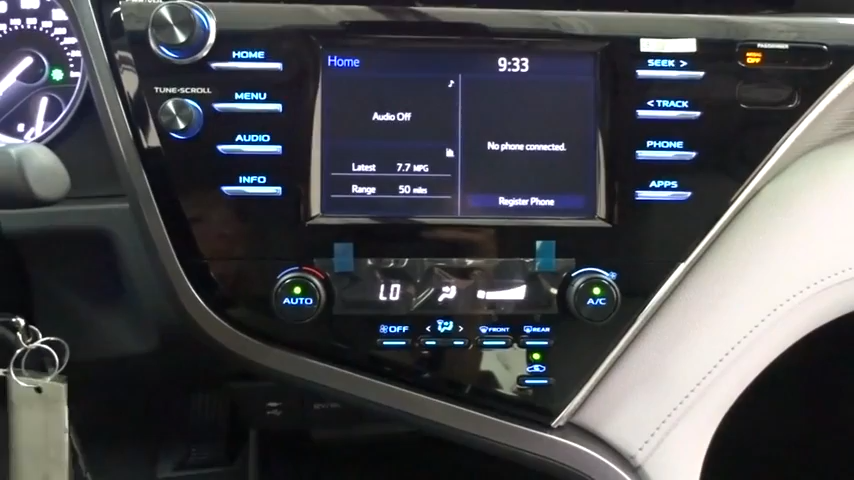 HOME
MENU
AUDIO
INFO
TUNE•SCROLL
Home 9:33
Audio Off
No phone connected.
Latest 7.7 MPG
Range 50 miles
Register Phone
SEEK >
< TRACK
PHONE
APPS
PASSENGER
OFF
AUTO
LO
A/C
OFF
< >
FRONT
REAR